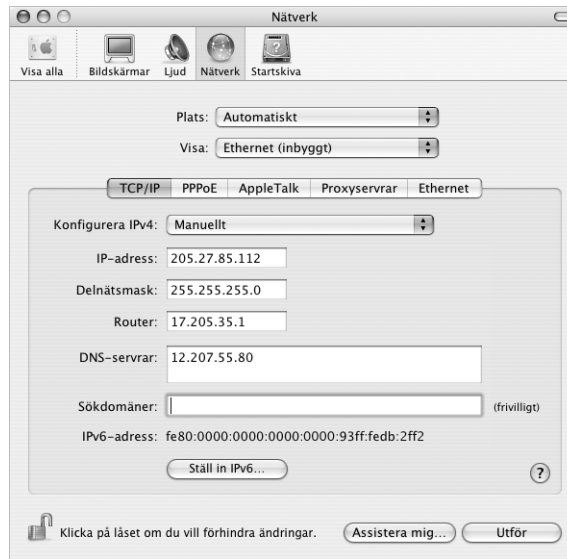 Nätverk
Visa alla Bildskärmar Ljud Nätverk Startskiva
Plats: Automatiskt
Visa: Ethernet (inbyggt)
TCP/IP PPPoE AppleTalk Proxyservrar Ethernet
Konfigurera IPv4: Manuellt
IP-adress: 205.27.85.112
Delnätsmask: 255.255.255.0
Router: 17.205.35.1
DNS-servrar: 12.207.55.80
Sökdomäner: (frivilligt)
IPv6-adress: fe80:0000:0000:0000:0000:93ff:fedb:2ff2
Ställ in IPv6... ?
Klicka på låset om du vill förhindra ändringar. Assistera mig... Utför